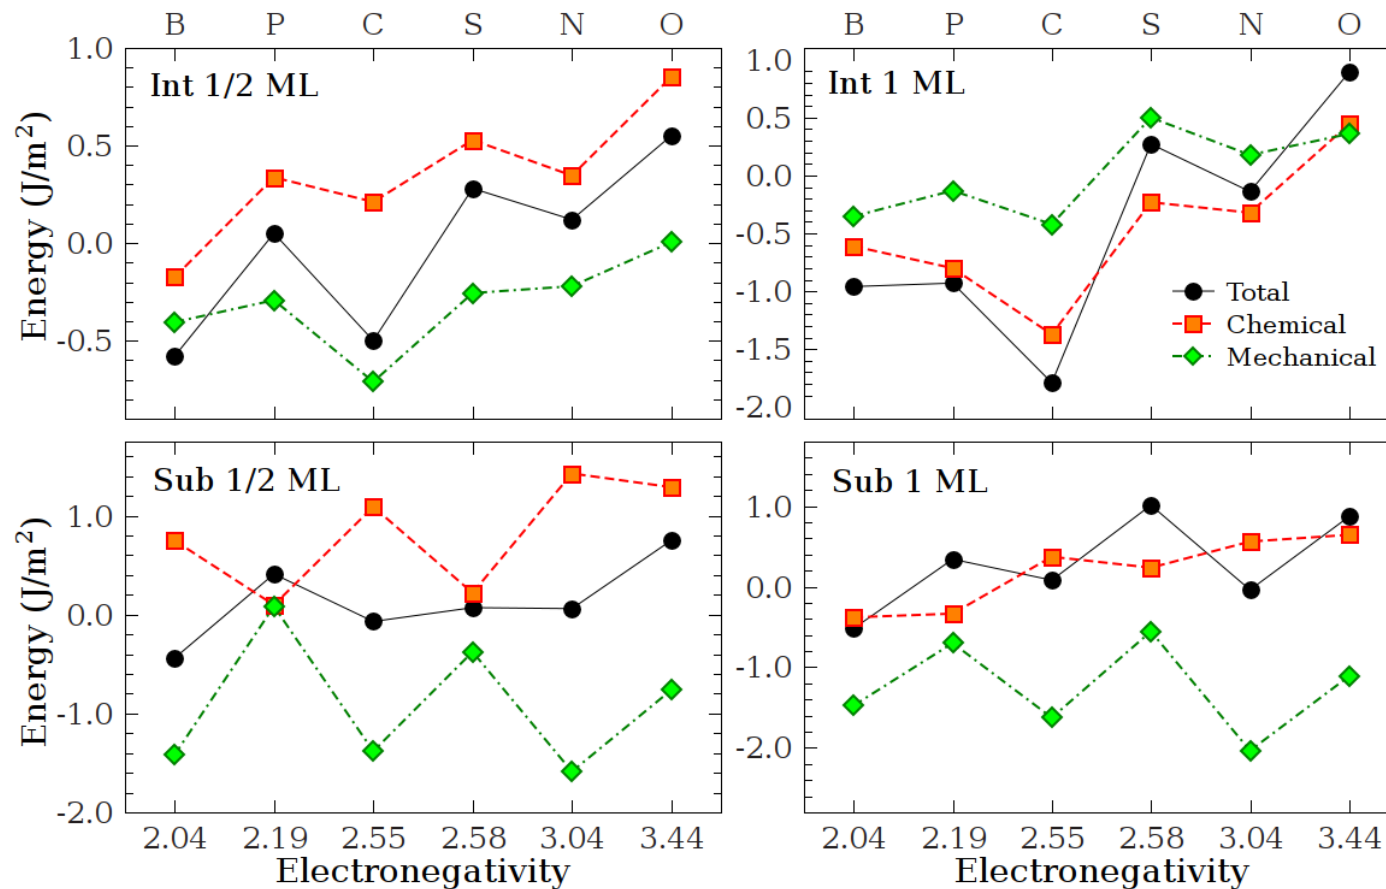 B P C S N O
B P C S N O
1.0
0.5
0.0
-0.5
Energy (J/m²)
Int 1/2 ML
1.0
0.5
0.0
-0.5
-1.0
-1.5
-2.0
Int 1 ML
Total
Chemical
Mechanical
1.0
0.0
-1.0
-2.0
Energy (J/m²)
Sub 1/2 ML
2.04 2.19 2.55 2.58 3.04 3.44
Electronegativity
1.0
0.0
-1.0
-2.0
Sub 1 ML
2.04 2.19 2.55 2.58 3.04 3.44
Electronegativity